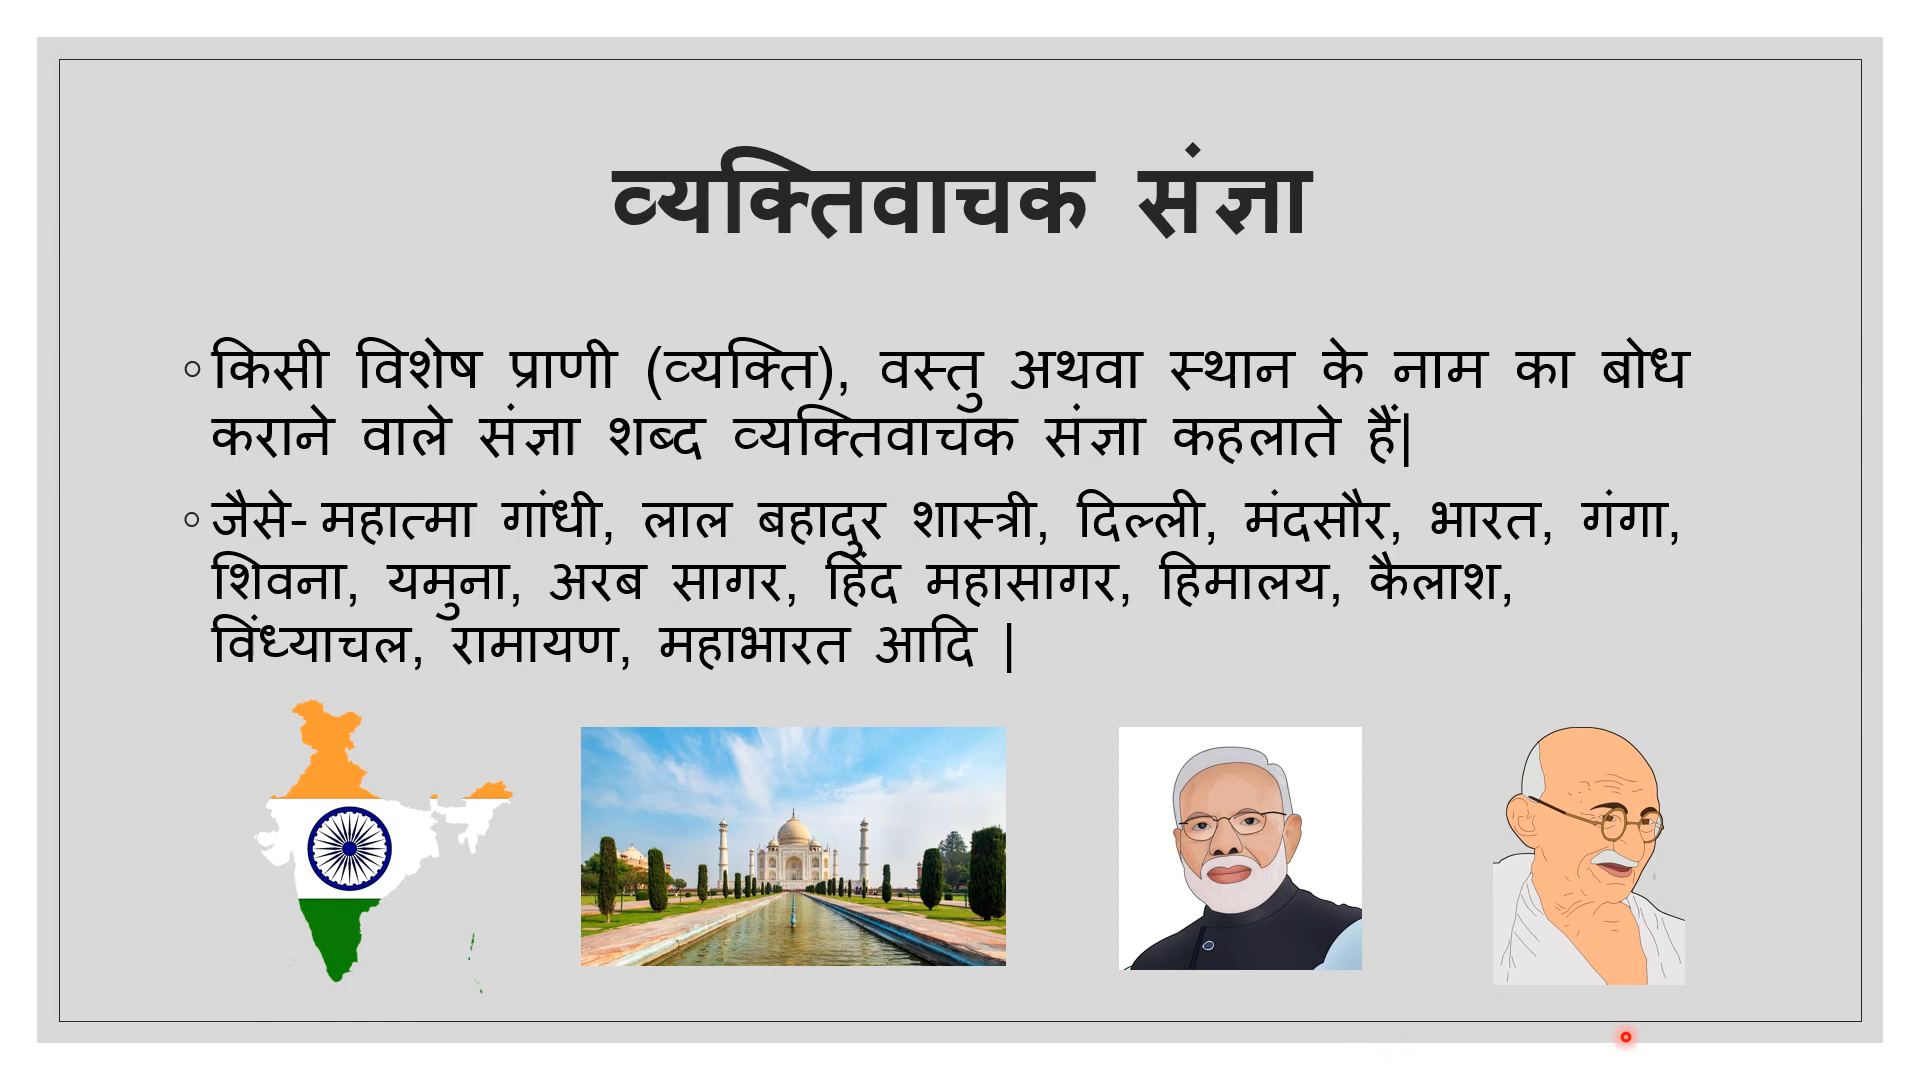 व्यक्तिवाचक संज्ञा
किसी विशेष प्राणी (व्यक्ति), वस्तु अथवा स्थान के नाम का बोध
कराने वाले संज्ञा शब्द व्यक्तिवाचक संज्ञा कहलाते हैं|
जैसे- महात्मा गांधी, लाल बहादुर शास्त्री, दिल्ली, मंदसौर, भारत, गंगा,
शिवना, यमुना, अरब सागर, हिंद महासागर, हिमालय, कैलाश,
विंध्याचल, रामायण, महाभारत आदि |